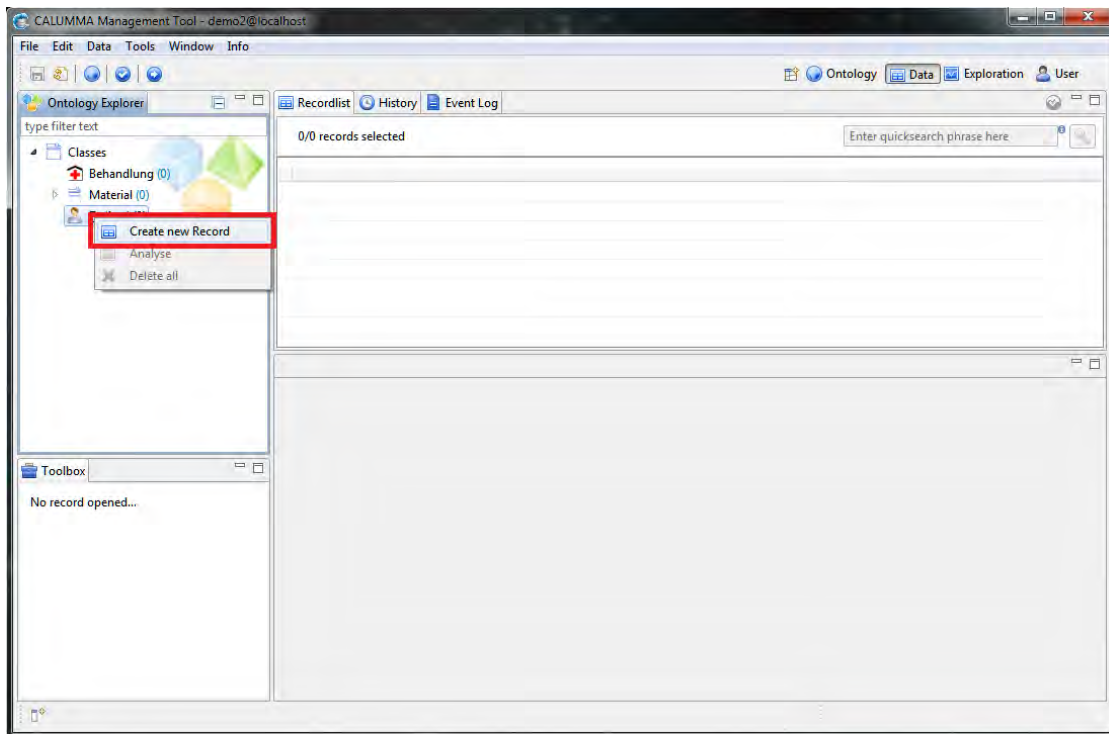 CALUMMA Management Tool - demo2@localhost
File Edit Data Tools Window Info
Ontology Data Exploration User
Ontology Explorer
Recordlist History Event Log
type filter text
0/0 records selected
Enter quicksearch phrase here
Classes
Behandlung (0)
Material (0)
Create new Record
Analyse
Delete all
Toolbox
No record opened...